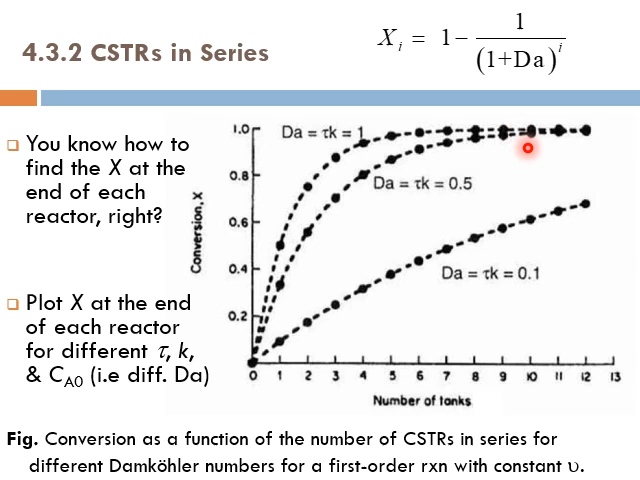 4.3.2 CSTRs in Series
X_i = 1 − 1/(1+Da)^i
❑ You know how to
find the X at the
end of each
reactor, right?
❑ Plot X at the end
of each reactor
for different τ, k,
& C_A0 (i.e diff. Da)
Conversion, X
1.0
0.8
0.6
0.4
0.2
Da = τk = 1
Da = τk = 0.5
Da = τk = 0.1
0 1 2 3 4 5 6 7 8 9 10 11 12 13
Number of tanks
Fig. Conversion as a function of the number of CSTRs in series for
different Damköhler numbers for a first-order rxn with constant υ.